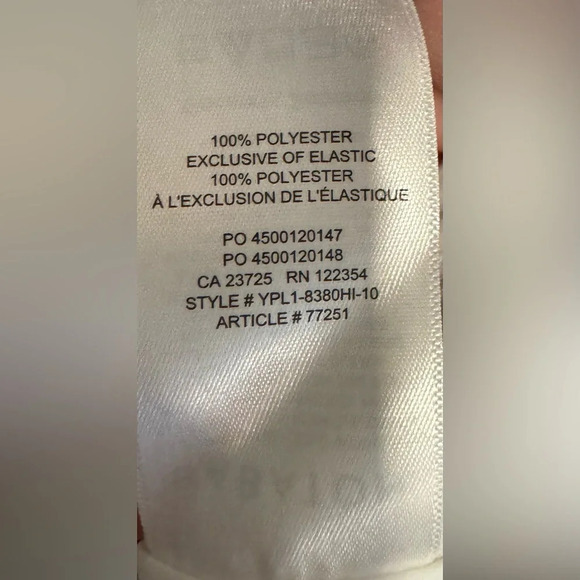 100% POLYESTER
EXCLUSIVE OF ELASTIC
100% POLYESTER
À L'EXCLUSION DE L'ÉLASTIQUE
PO 4500120147
PO 4500120148
CA 23725 RN 122354
STYLE # YPL1-8380HI-10
ARTICLE # 77251